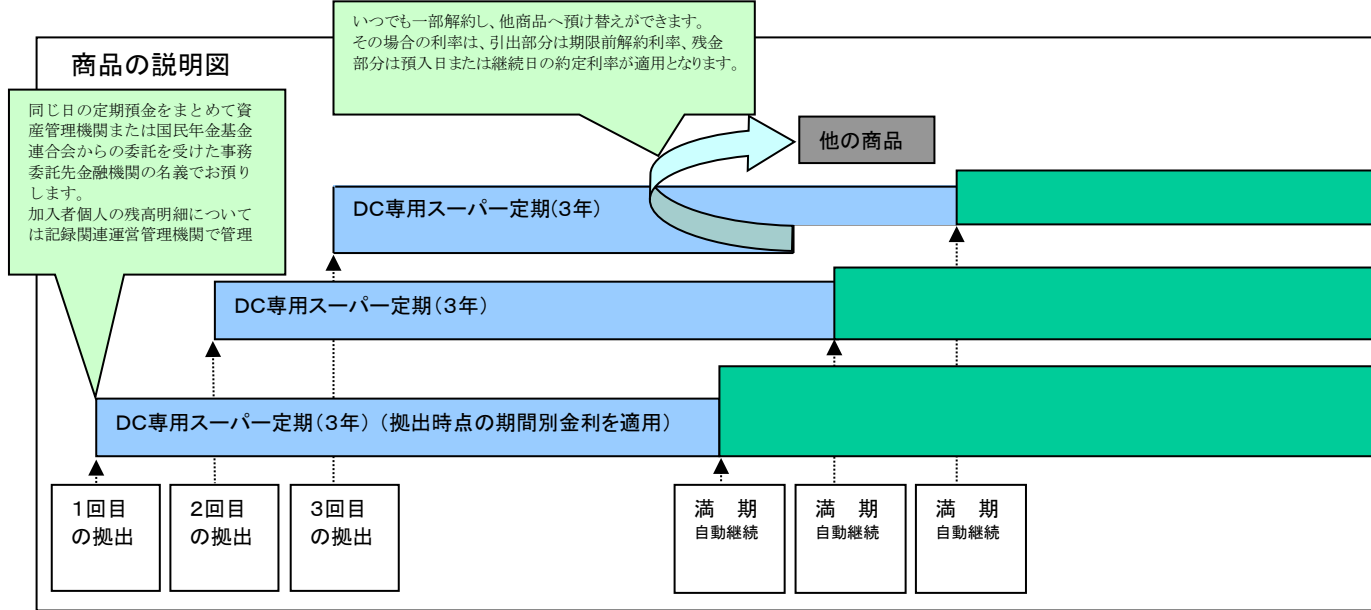 いつでも一部解約し、他商品へ預け替えができます。
その場合の利率は、引出部分は期限前解約利率、残金
部分は預入日または継続日の約定利率が適用となります。
商品の説明図
同じ日の定期預金をまとめて資
産管理機関または国民年金基金
連合会からの委託を受けた事務
委託先金融機関の名義でお預り
します。
加入者個人の残高明細について
は記録関連運営管理機関で管理
他の商品
DC専用スーパー定期(3年)
DC専用スーパー定期(3年)
DC専用スーパー定期(3年) (拠出時点の期間別金利を適用)
1回目
の拠出
2回目
の拠出
3回目
の拠出
満 期
自動継続
満 期
自動継続
満 期
自動継続